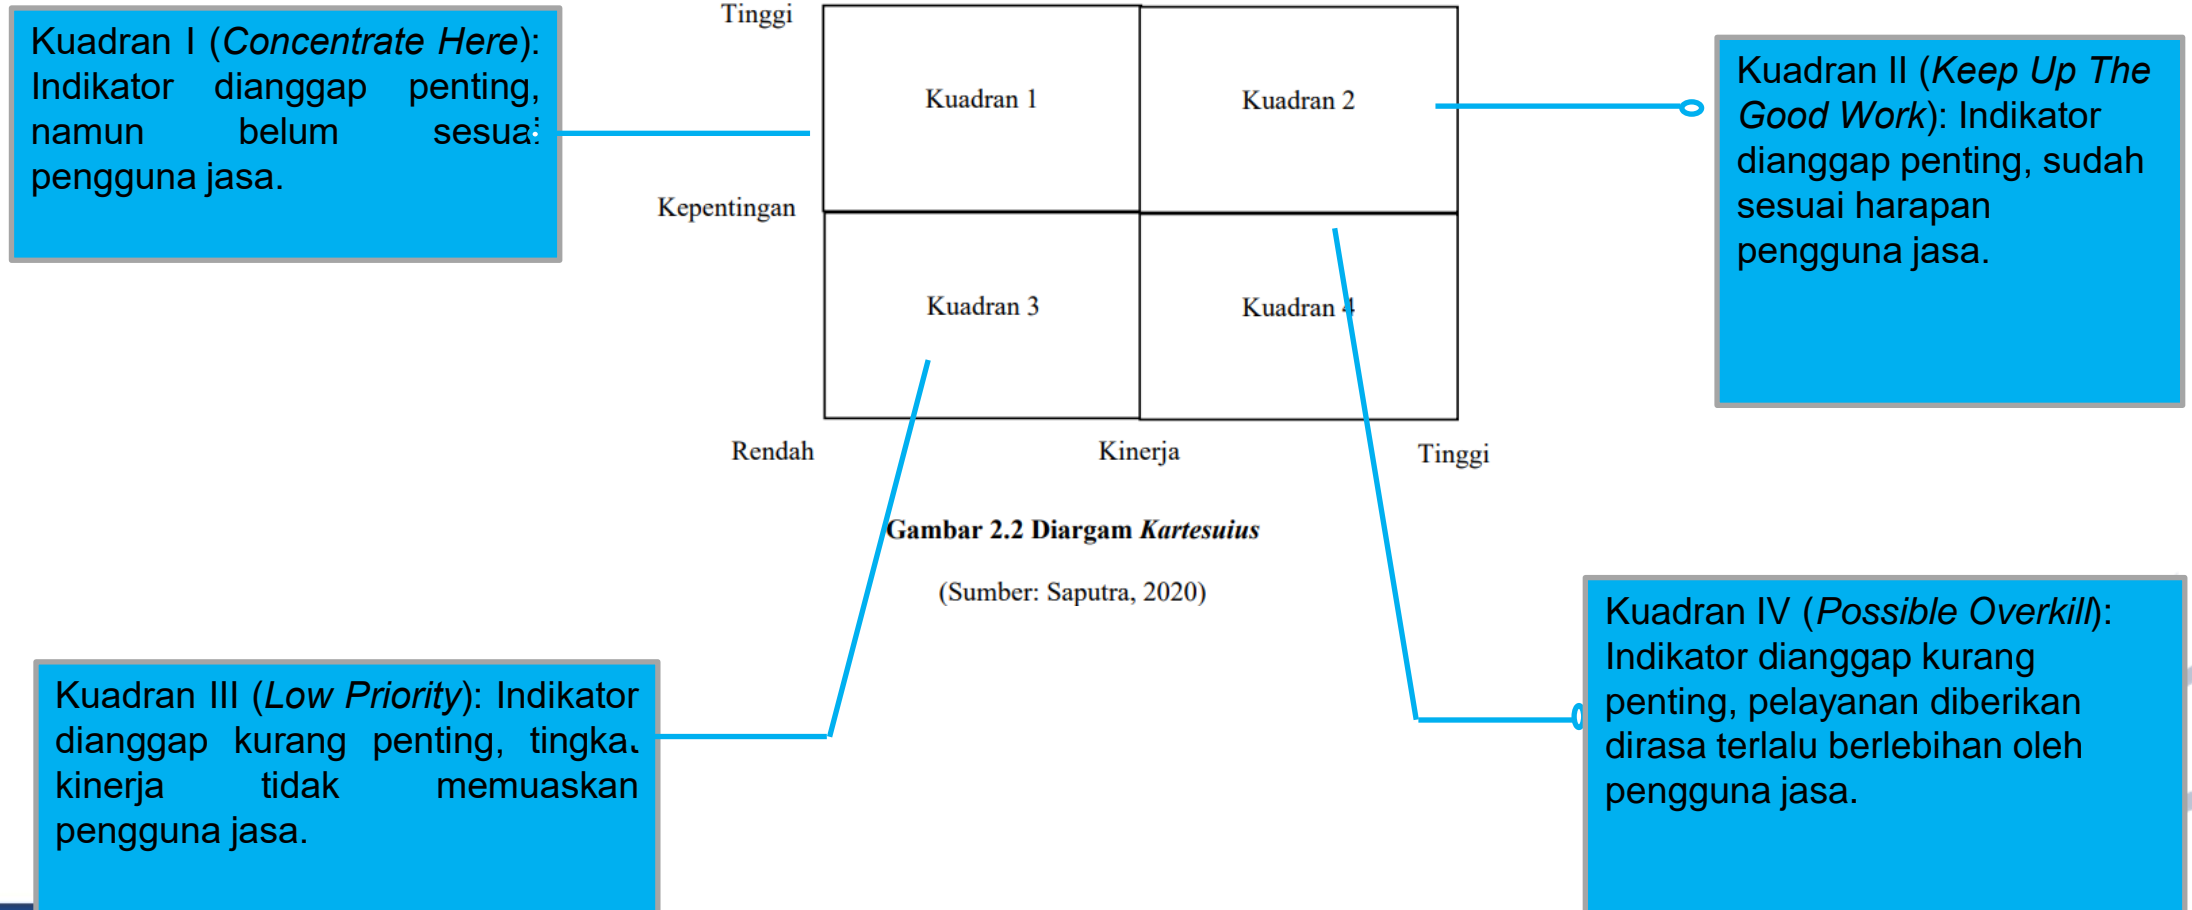 Kuadran I (Concentrate Here):
Indikator dianggap penting,
namun belum sesuai
pengguna jasa.
Tinggi
Kuadran 1
Kuadran 2
Kepentingan
Kuadran 3
Kuadran 4
Rendah
Kinerja
Tinggi
Gambar 2.2 Diargam Kartesuius
(Sumber: Saputra, 2020)
Kuadran II (Keep Up The
Good Work): Indikator
dianggap penting, sudah
sesuai harapan
pengguna jasa.
Kuadran III (Low Priority): Indikator
dianggap kurang penting, tingkat
kinerja tidak memuaskan
pengguna jasa.
Kuadran IV (Possible Overkill):
Indikator dianggap kurang
penting, pelayanan diberikan
dirasa terlalu berlebihan oleh
pengguna jasa.